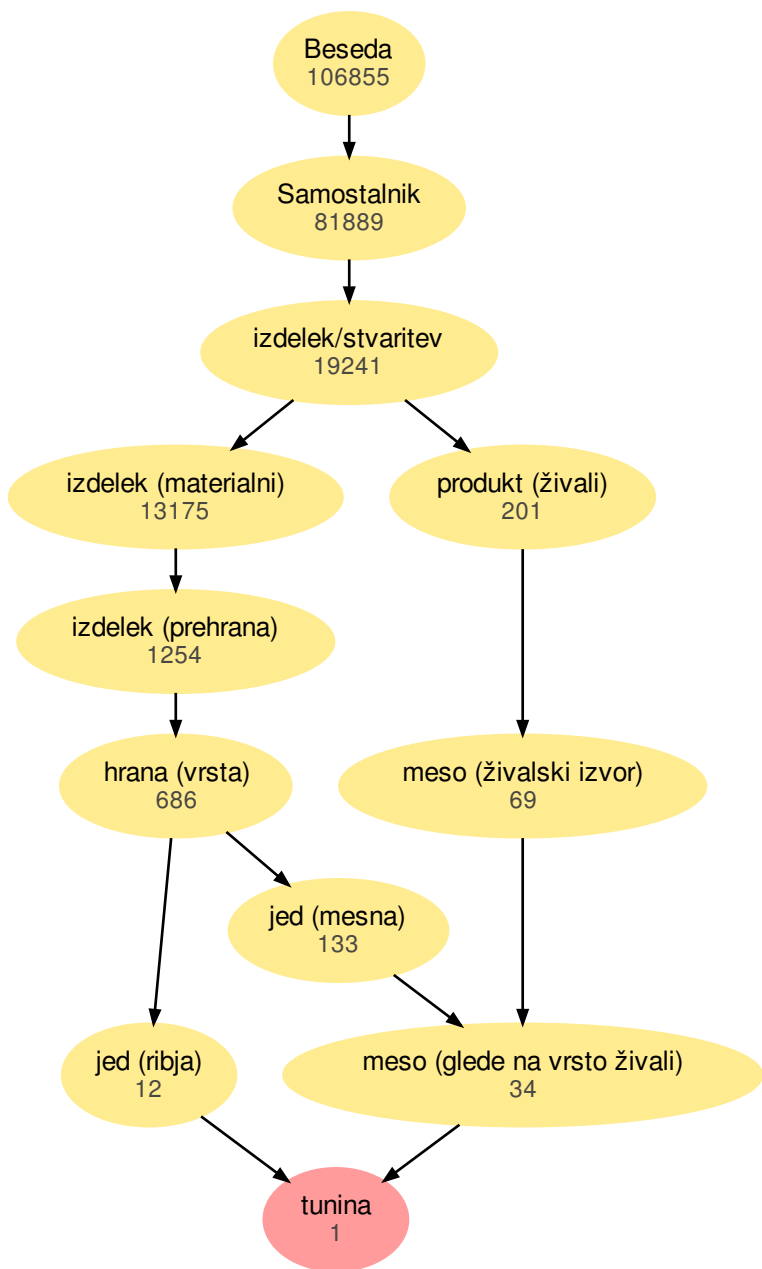 Beseda
106855
Samostalnik
81889
izdelek/stvaritev
19241
izdelek (materialni)
13175
produkt (živali)
201
izdelek (prehrana)
1254
hrana (vrsta)
686
meso (živalski izvor)
69
jed (mesna)
133
jed (ribja)
12
meso (glede na vrsto živali)
34
tunina
1